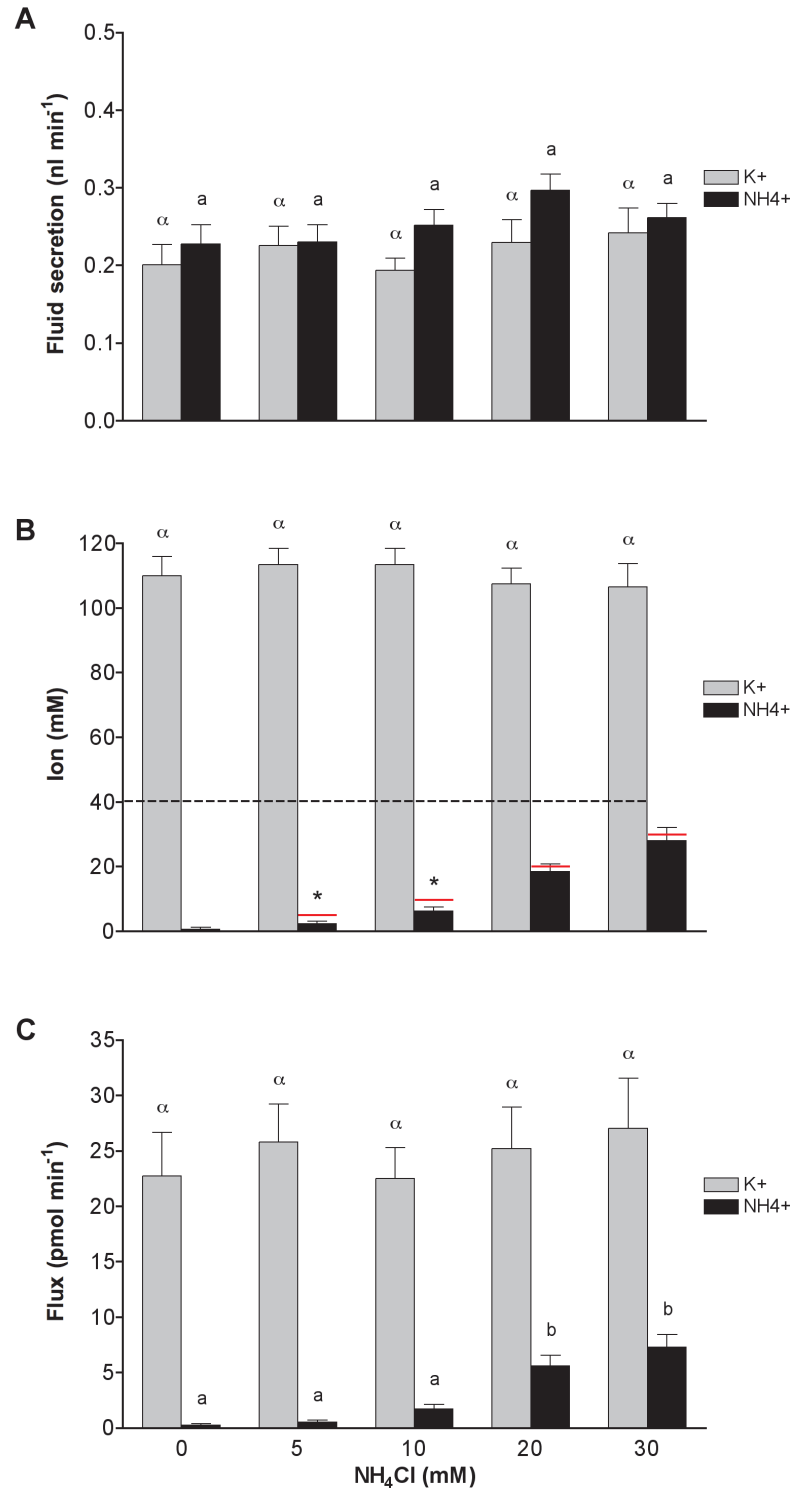 A
0.5
0.4
0.3
0.2
0.1
0.0
Fluid secretion (nl min-1)
α a α a α a α a α a
K+
NH4+
B
120
100
80
60
40
20
0
Ion (mM)
α α α α α
* *
K+
NH4+
C
35
30
25
20
15
10
5
0
Flux (pmol min-1)
α a α a α a α b α b
K+
NH4+
0 5 10 20 30
NH4Cl (mM)